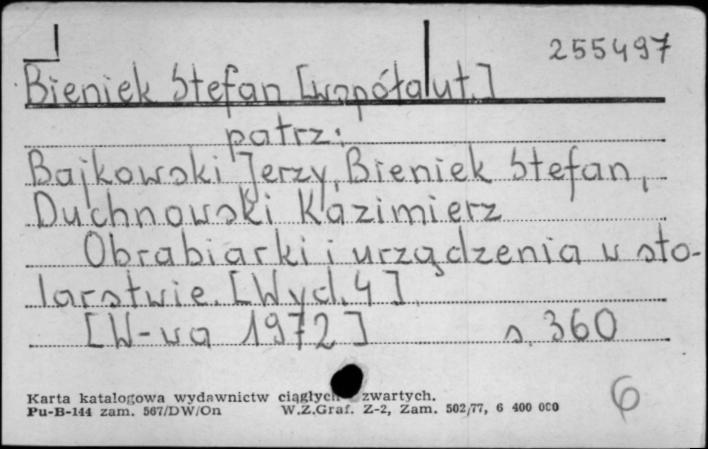 255497
Bieniek Stefan [współaut.]
patrz:
Bajkowski Jerzy, Bieniek Stefan,
Duchnowski Kazimierz
Obrabiarki i urządzenia w sto-
larstwie. [Wyd. 4].
[W-wa 1972] s. 360
Karta katalogowa wydawnictw ciągłych zwartych.
Pu-B-144 zam. 567/DW/On W.Z.Graf. Z-2, Zam. 502/77, 6 400 000
6